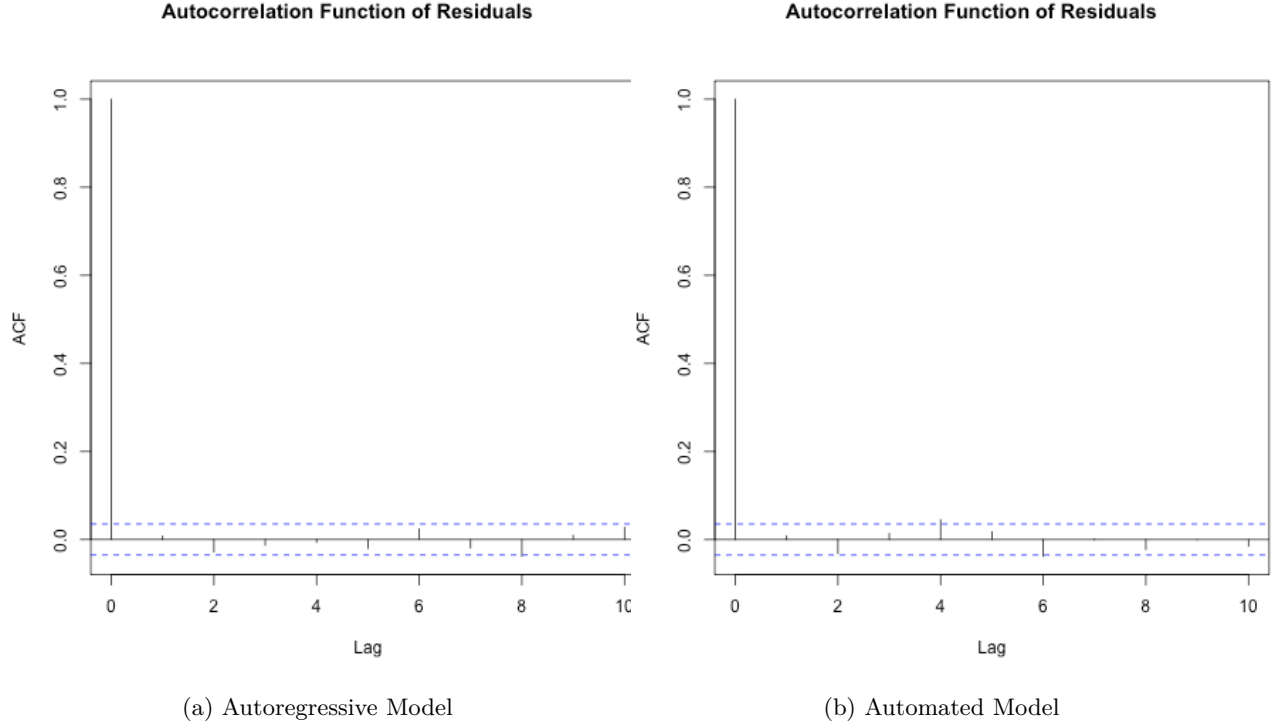 Autocorrelation Function of Residuals
ACF
1.0
0.8
0.6
0.4
0.2
0.0
0 2 4 6 8 10
Lag
(a) Autoregressive Model
Autocorrelation Function of Residuals
ACF
1.0
0.8
0.6
0.4
0.2
0.0
0 2 4 6 8 10
Lag
(b) Automated Model